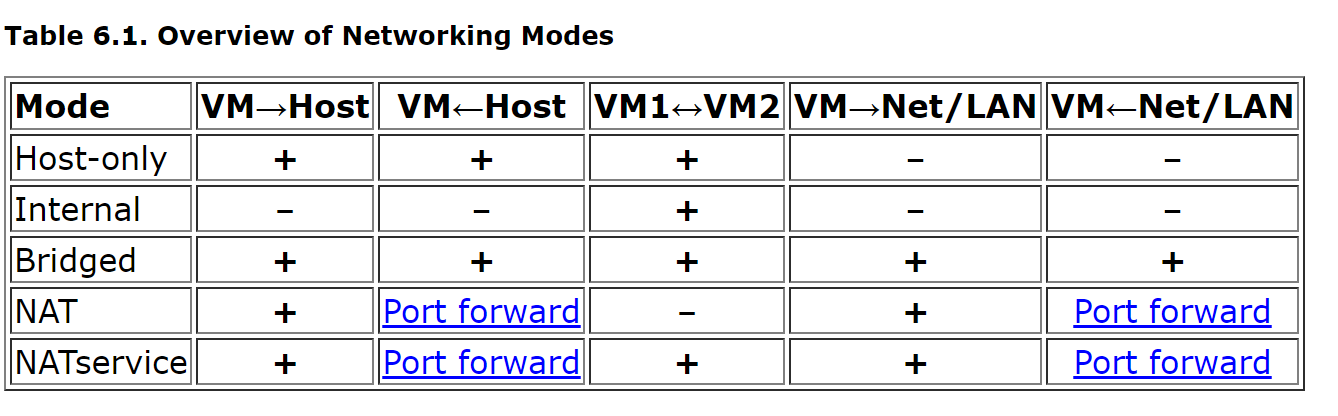 Table 6.1. Overview of Networking Modes
Mode VM→Host VM←Host VM1↔VM2 VM→Net/LAN VM←Net/LAN
Host-only + + + – –
Internal – – + – –
Bridged + + + + +
NAT + Port forward – + Port forward
NATservice + Port forward + + Port forward